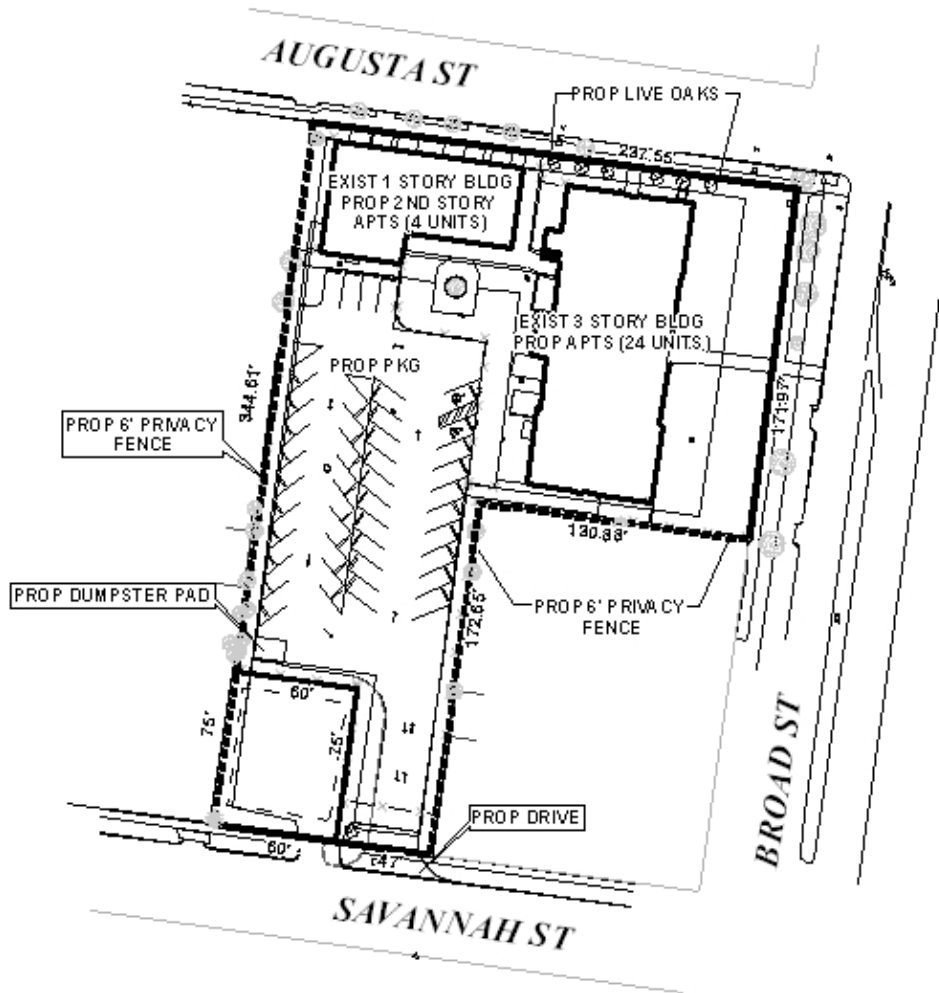 AUGUSTA ST
PROP LIVE OAKS
237.55
EXIST 1 STORY BLDG
PROP 2ND STORY
APTS (4 UNITS)
EXIST 3 STORY BLDG
PROP APTS (24 UNITS)
PROP PKG
344.61'
171.97'
PROP 6' PRIVACY
FENCE
130.88'
PROP DUMPSTER PAD
PROP 6' PRIVACY
FENCE
172.65'
60'
75'
75'
BROAD ST
PROP DRIVE
60'
47'
SAVANNAH ST